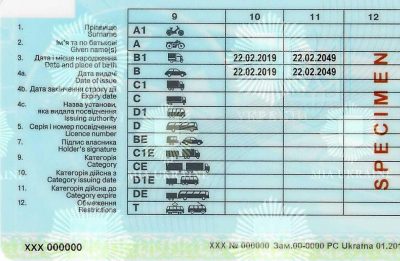 9 10 11 12
1. Прізвище
Surname
2. Ім'я та по батькові
Name
3. Дата і місце народження
Date and place of birth
4a. Дата видачі
Date of issue
4b. Дата закінчення строку дії
Expiry date
4c. Назва установи,
яка видала посвідчення
Issuing authority
5. Серія і номер посвідчення
Licence Number
7. Підпис власника
Holder's signature
9. Категорія
Category
10. Категорія дійсна з
Category issuing date
11. Категорія дійсна до
Category expire
12. Обмеження
Restrictions
A1
A
B1 22.02.2019 22.02.2049
B 22.02.2019 22.02.2049
C1
C
D1
D
BE
C1E
CE
D1E
DE
T
SPECIMEN
XXX 000000
XXX № 000000 Зам.00-0000 PC Ukraina 01.201